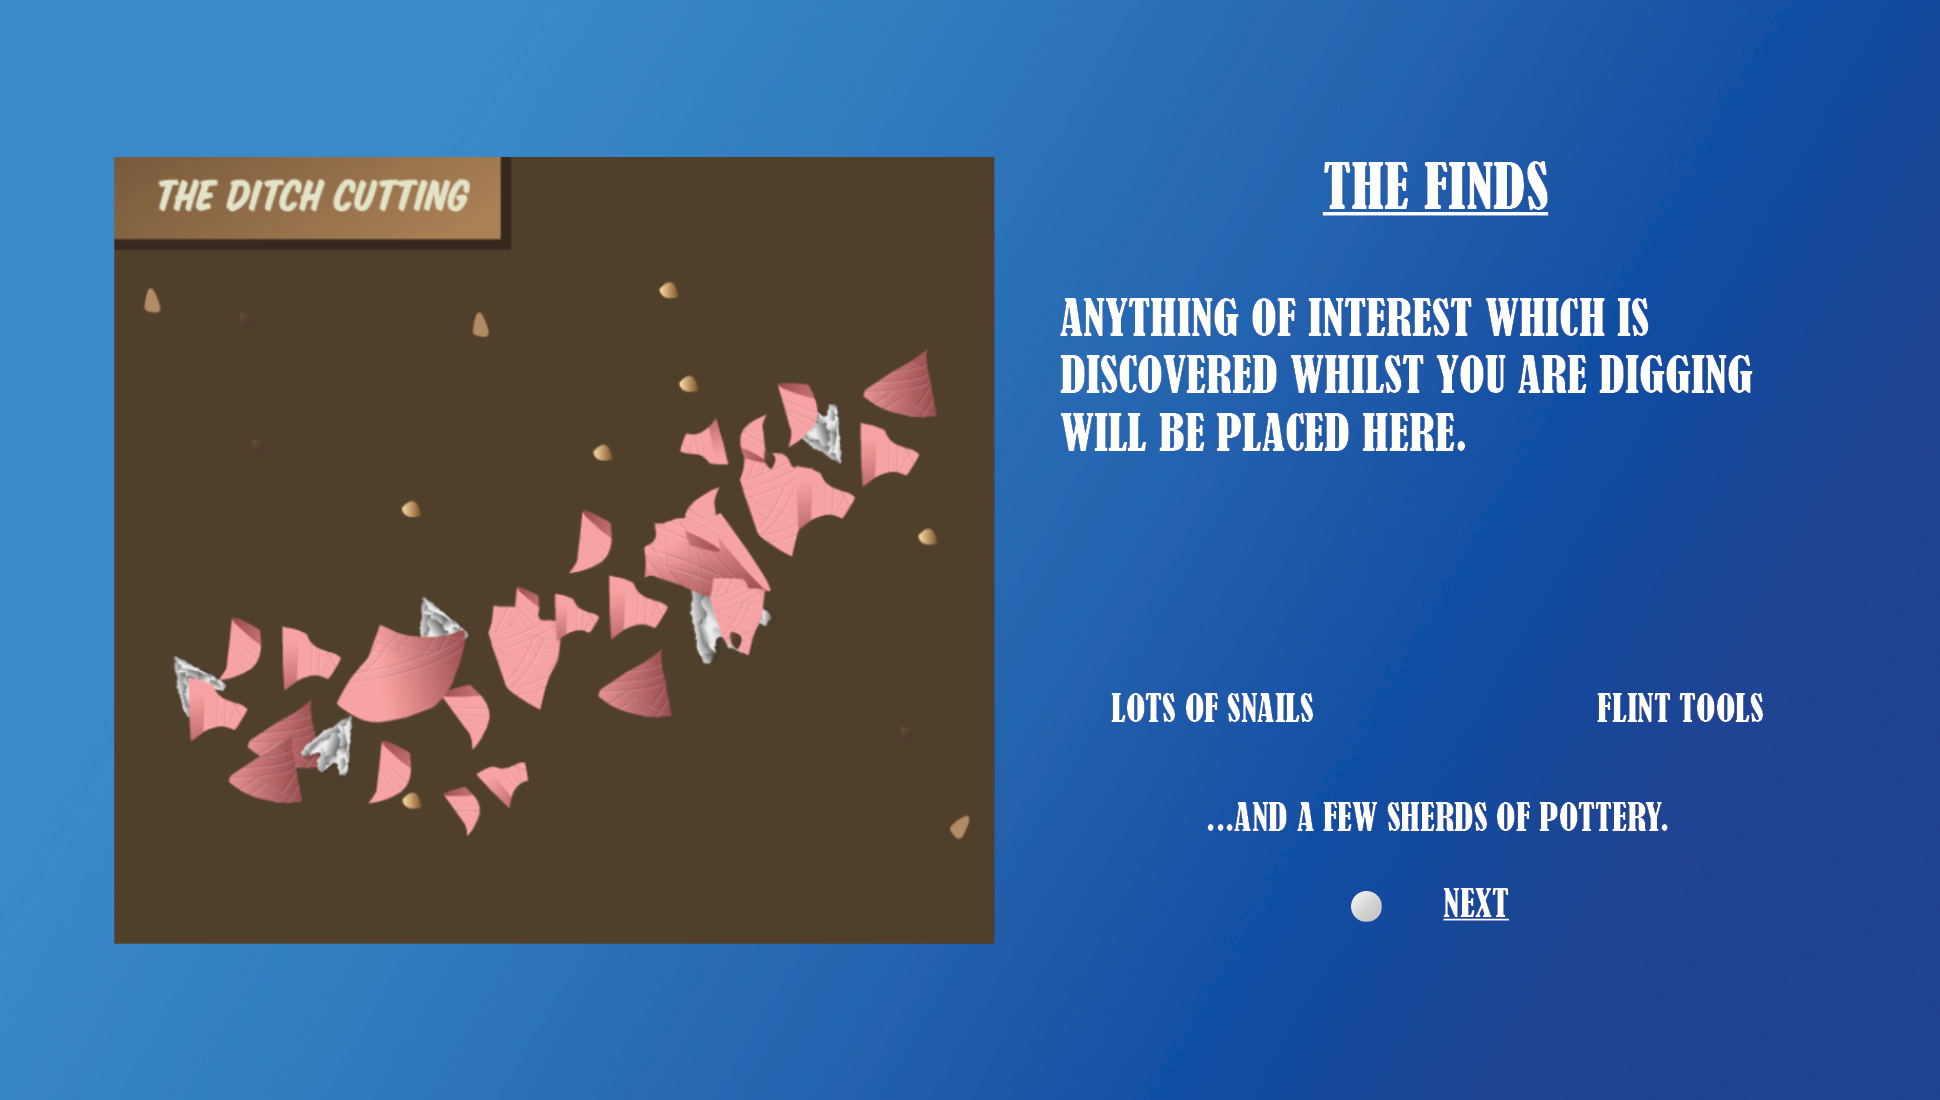 THE DITCH CUTTING
THE FINDS
ANYTHING OF INTEREST WHICH IS
DISCOVERED WHILST YOU ARE DIGGING
WILL BE PLACED HERE.
LOTS OF SNAILS
FLINT TOOLS
...AND A FEW SHERDS OF POTTERY.
NEXT